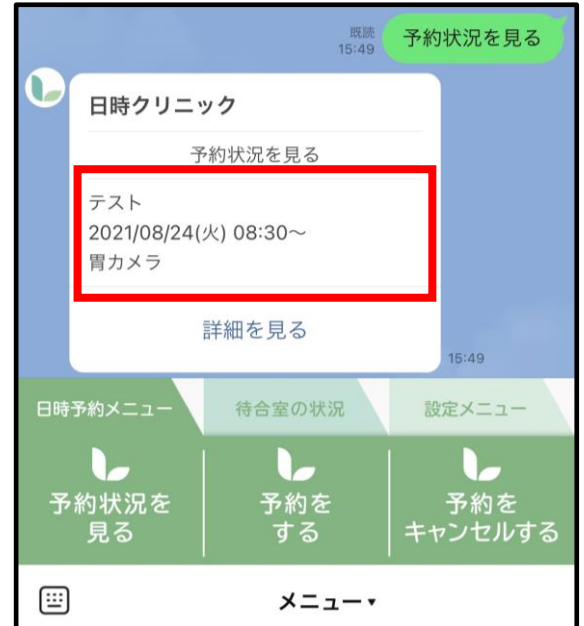 既読
15:49
予約状況を見る
日時クリニック
予約状況を見る
テスト
2021/08/24(火) 08:30〜
胃カメラ
詳細を見る
15:49
日時予約メニュー
待合室の状況
設定メニュー
予約状況を
見る
予約を
する
予約を
キャンセルする
メニュー▾